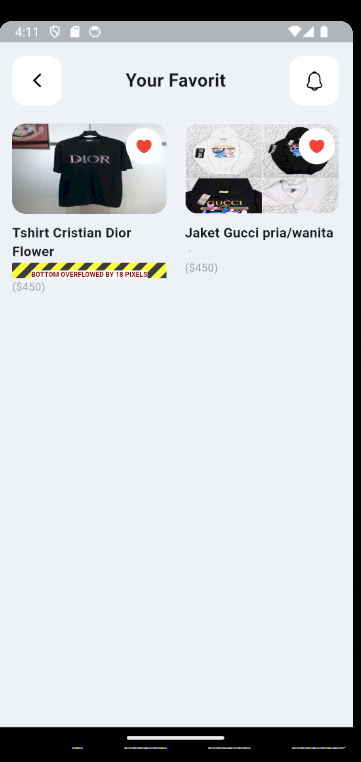 4:11
Your Favorit
DIOR
GUCCI
Tshirt Cristian Dior
Flower
BOTTOM OVERFLOWED BY 18 PIXELS
($450)
Jaket Gucci pria/wanita
($450)